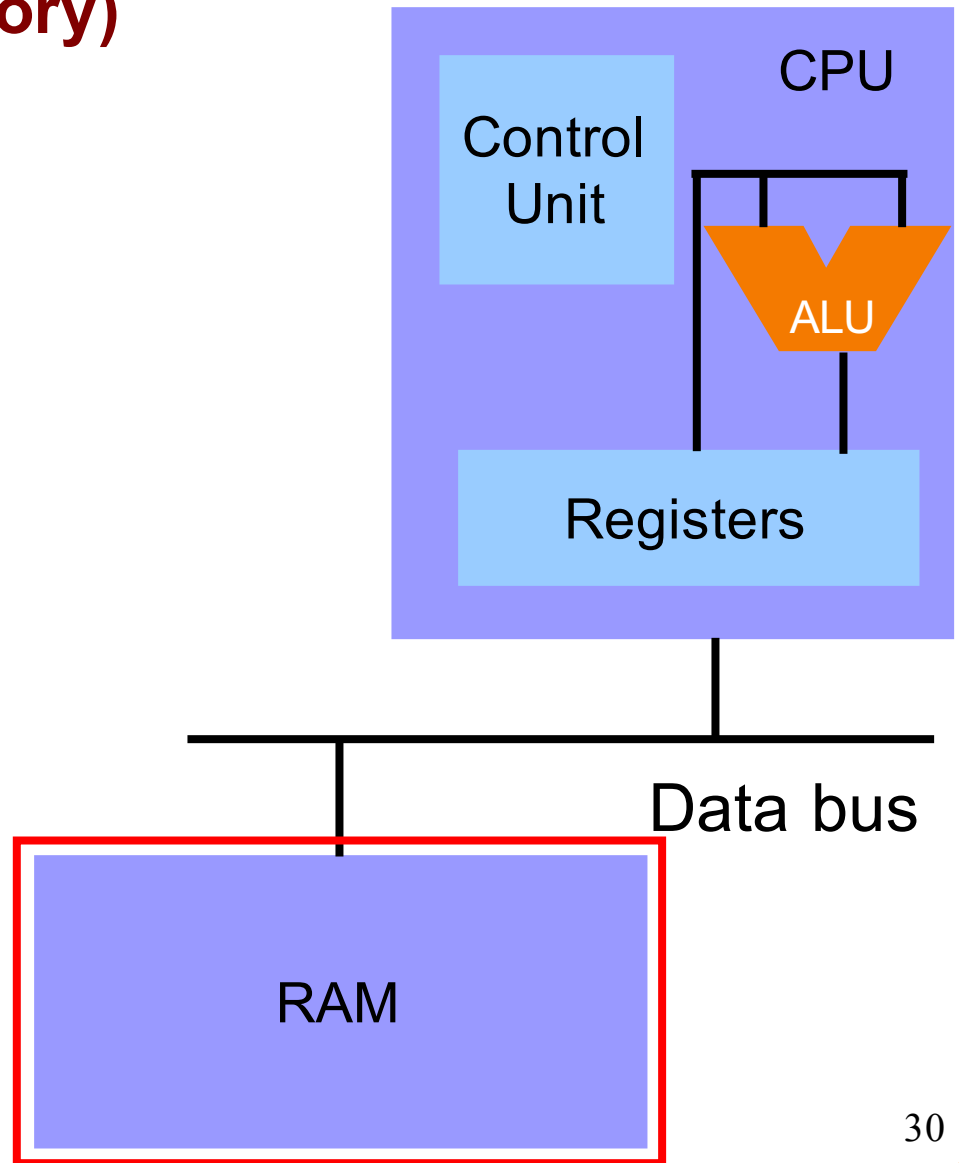 ory)
CPU
Control
Unit
ALU
Registers
Data bus
RAM
30